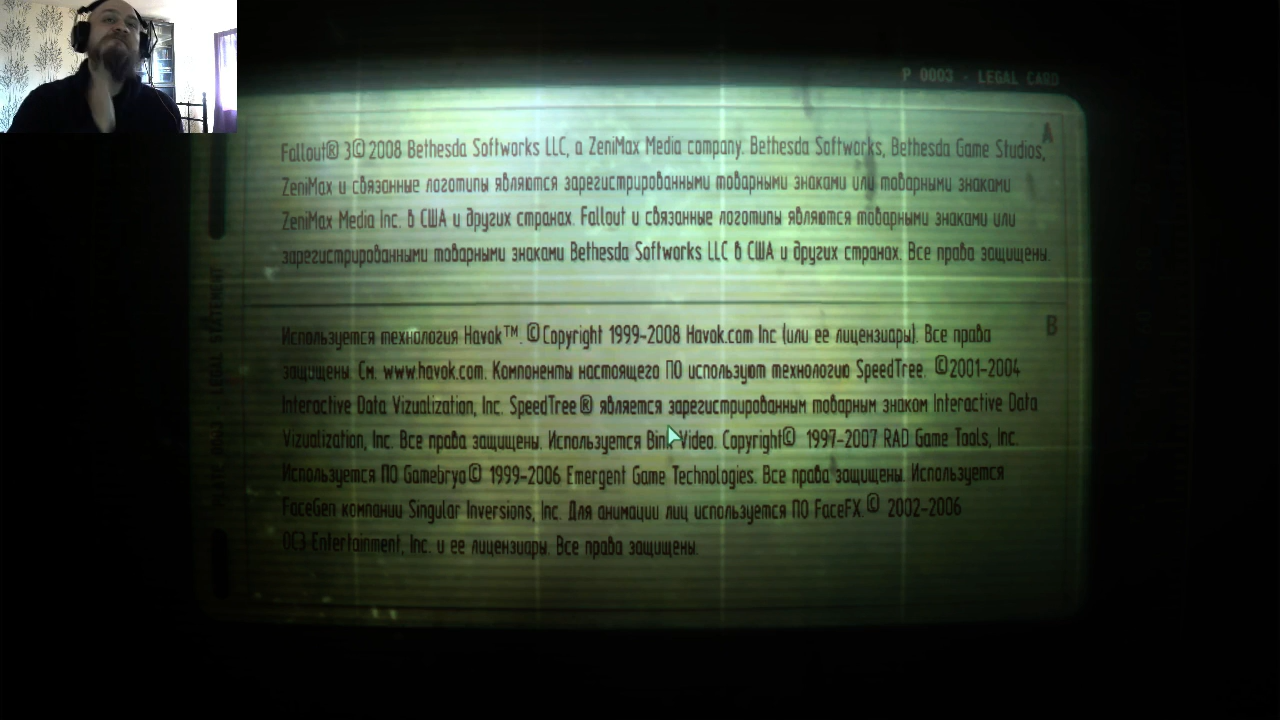 P 0003 - LEGAL CARD
A
Fallout® 3© 2008 Bethesda Softworks LLC, a ZeniMax Media company. Bethesda Softworks, Bethesda Game Studios,
ZeniMax и связанные логотипы являются зарегистрированными товарными знаками или товарными знаками
ZeniMax Media Inc. в США и других странах. Fallout и связанные логотипы являются товарными знаками или
зарегистрированными товарными знаками Bethesda Softworks LLC в США и других странах. Все права защищены.
B
Используется технология Havok™. ©Copyright 1999-2008 Havok.com Inc (или ее лицензиары). Все права
защищены. См. www.havok.com. Компоненты настоящего ПО используют технологию SpeedTree. ©2001-2004
Interactive Data Vizualization, Inc. SpeedTree® является зарегистрированным товарным знаком Interactive Data
Vizualization, Inc. Все права защищены. Используется Bink Video. Copyright© 1997-2007 RAD Game Tools, Inc.
Используется ПО Gamebryo© 1999-2006 Emergent Game Technologies. Все права защищены. Используется
FaceGen компании Singular Inversions, Inc. Для анимации лиц используется ПО FaceFX.© 2002-2006
OC3 Entertainment, Inc. и ее лицензиары. Все права защищены.